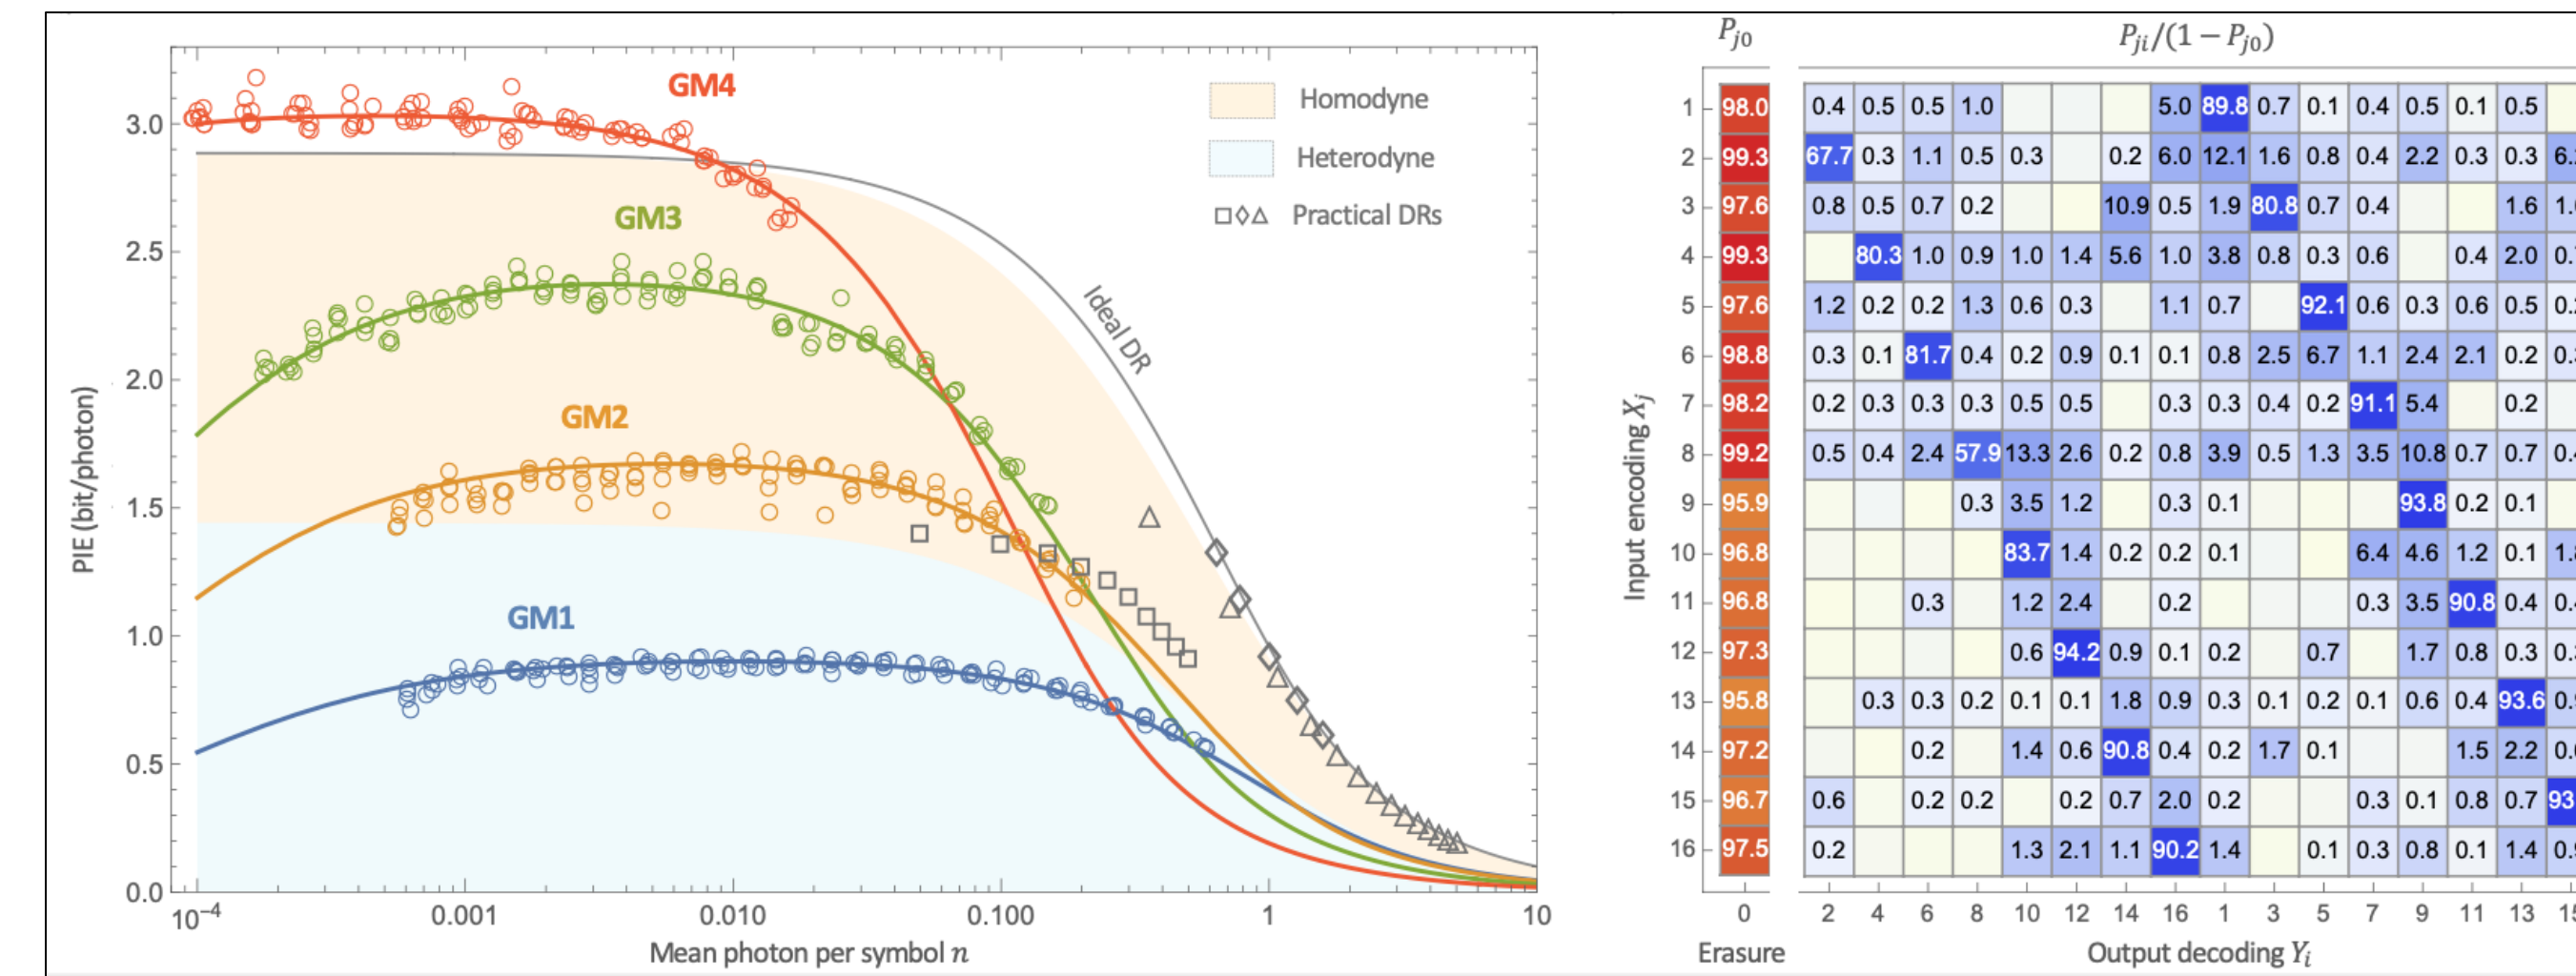 GM4
GM3
GM2
GM1
Homodyne
Heterodyne
Practical DRs
Ideal DR
PIE (bit/photon)
3.0
2.5
2.0
1.5
1.0
0.5
0.0
10⁻⁴ 0.001 0.010 0.100 1 10
Mean photon per symbol n
P_{j0} P_{ji}/(1 − P_{j0})
Input encoding X_j
1 98.0 0.4 0.5 0.5 1.0 5.0 89.8 0.7 0.1 0.4 0.5 0.1 0.5
2 99.3 67.7 0.3 1.1 0.5 0.3 0.2 6.0 12.1 1.6 0.8 0.4 2.2 0.3 0.3
3 97.6 0.8 0.5 0.7 0.2 10.9 0.5 1.9 80.8 0.7 0.4 1.6
4 99.3 80.3 1.0 0.9 1.0 1.4 5.6 1.0 3.8 0.8 0.3 0.6 0.4 2.0
5 97.6 1.2 0.2 0.2 1.3 0.6 0.3 1.1 0.7 92.1 0.6 0.3 0.6 0.5
6 98.8 0.3 0.1 81.7 0.4 0.2 0.9 0.1 0.1 0.8 2.5 6.7 1.1 2.4 2.1 0.2
7 98.2 0.2 0.3 0.3 0.3 0.5 0.5 0.3 0.3 0.4 0.2 91.1 5.4 0.2
8 99.2 0.5 0.4 2.4 57.9 13.3 2.6 0.2 0.8 3.9 0.5 1.3 3.5 10.8 0.7 0.7
9 95.9 0.3 3.5 1.2 0.3 0.1 93.8 0.2 0.1
10 96.8 83.7 1.4 0.2 0.2 0.1 6.4 4.6 1.2 0.1
11 96.8 0.3 1.2 2.4 0.2 0.3 3.5 90.8 0.4
12 97.3 0.6 94.2 0.9 0.1 0.2 0.7 1.7 0.8 0.3
13 95.8 0.3 0.3 0.2 0.1 0.1 1.8 0.9 0.3 0.1 0.2 0.1 0.6 0.4 93.6
14 97.2 0.2 1.4 0.6 90.8 0.4 0.2 1.7 0.1 1.5 2.2
15 96.7 0.6 0.2 0.2 0.2 0.7 2.0 0.2 0.3 0.1 0.8 0.7
16 97.5 0.2 1.3 2.1 1.1 90.2 1.4 0.1 0.3 0.8 0.1 1.4
0 2 4 6 8 10 12 14 16 1 3 5 7 9 11 13
Erasure Output decoding Y_i